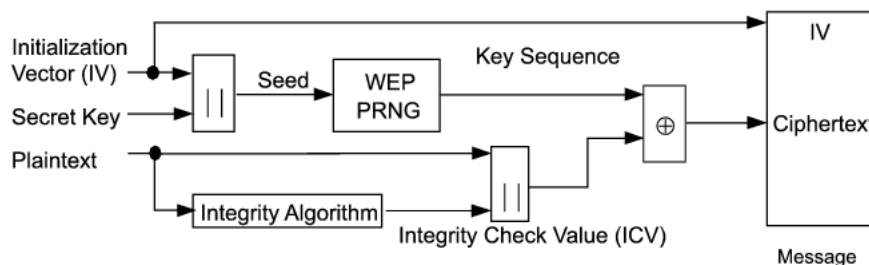 Initialization
Vector (IV)
Secret Key
Plaintext
||
Seed
WEP
PRNG
Key Sequence
Integrity Algorithm
||
Integrity Check Value (ICV)
⊕
IV
Ciphertext
Message